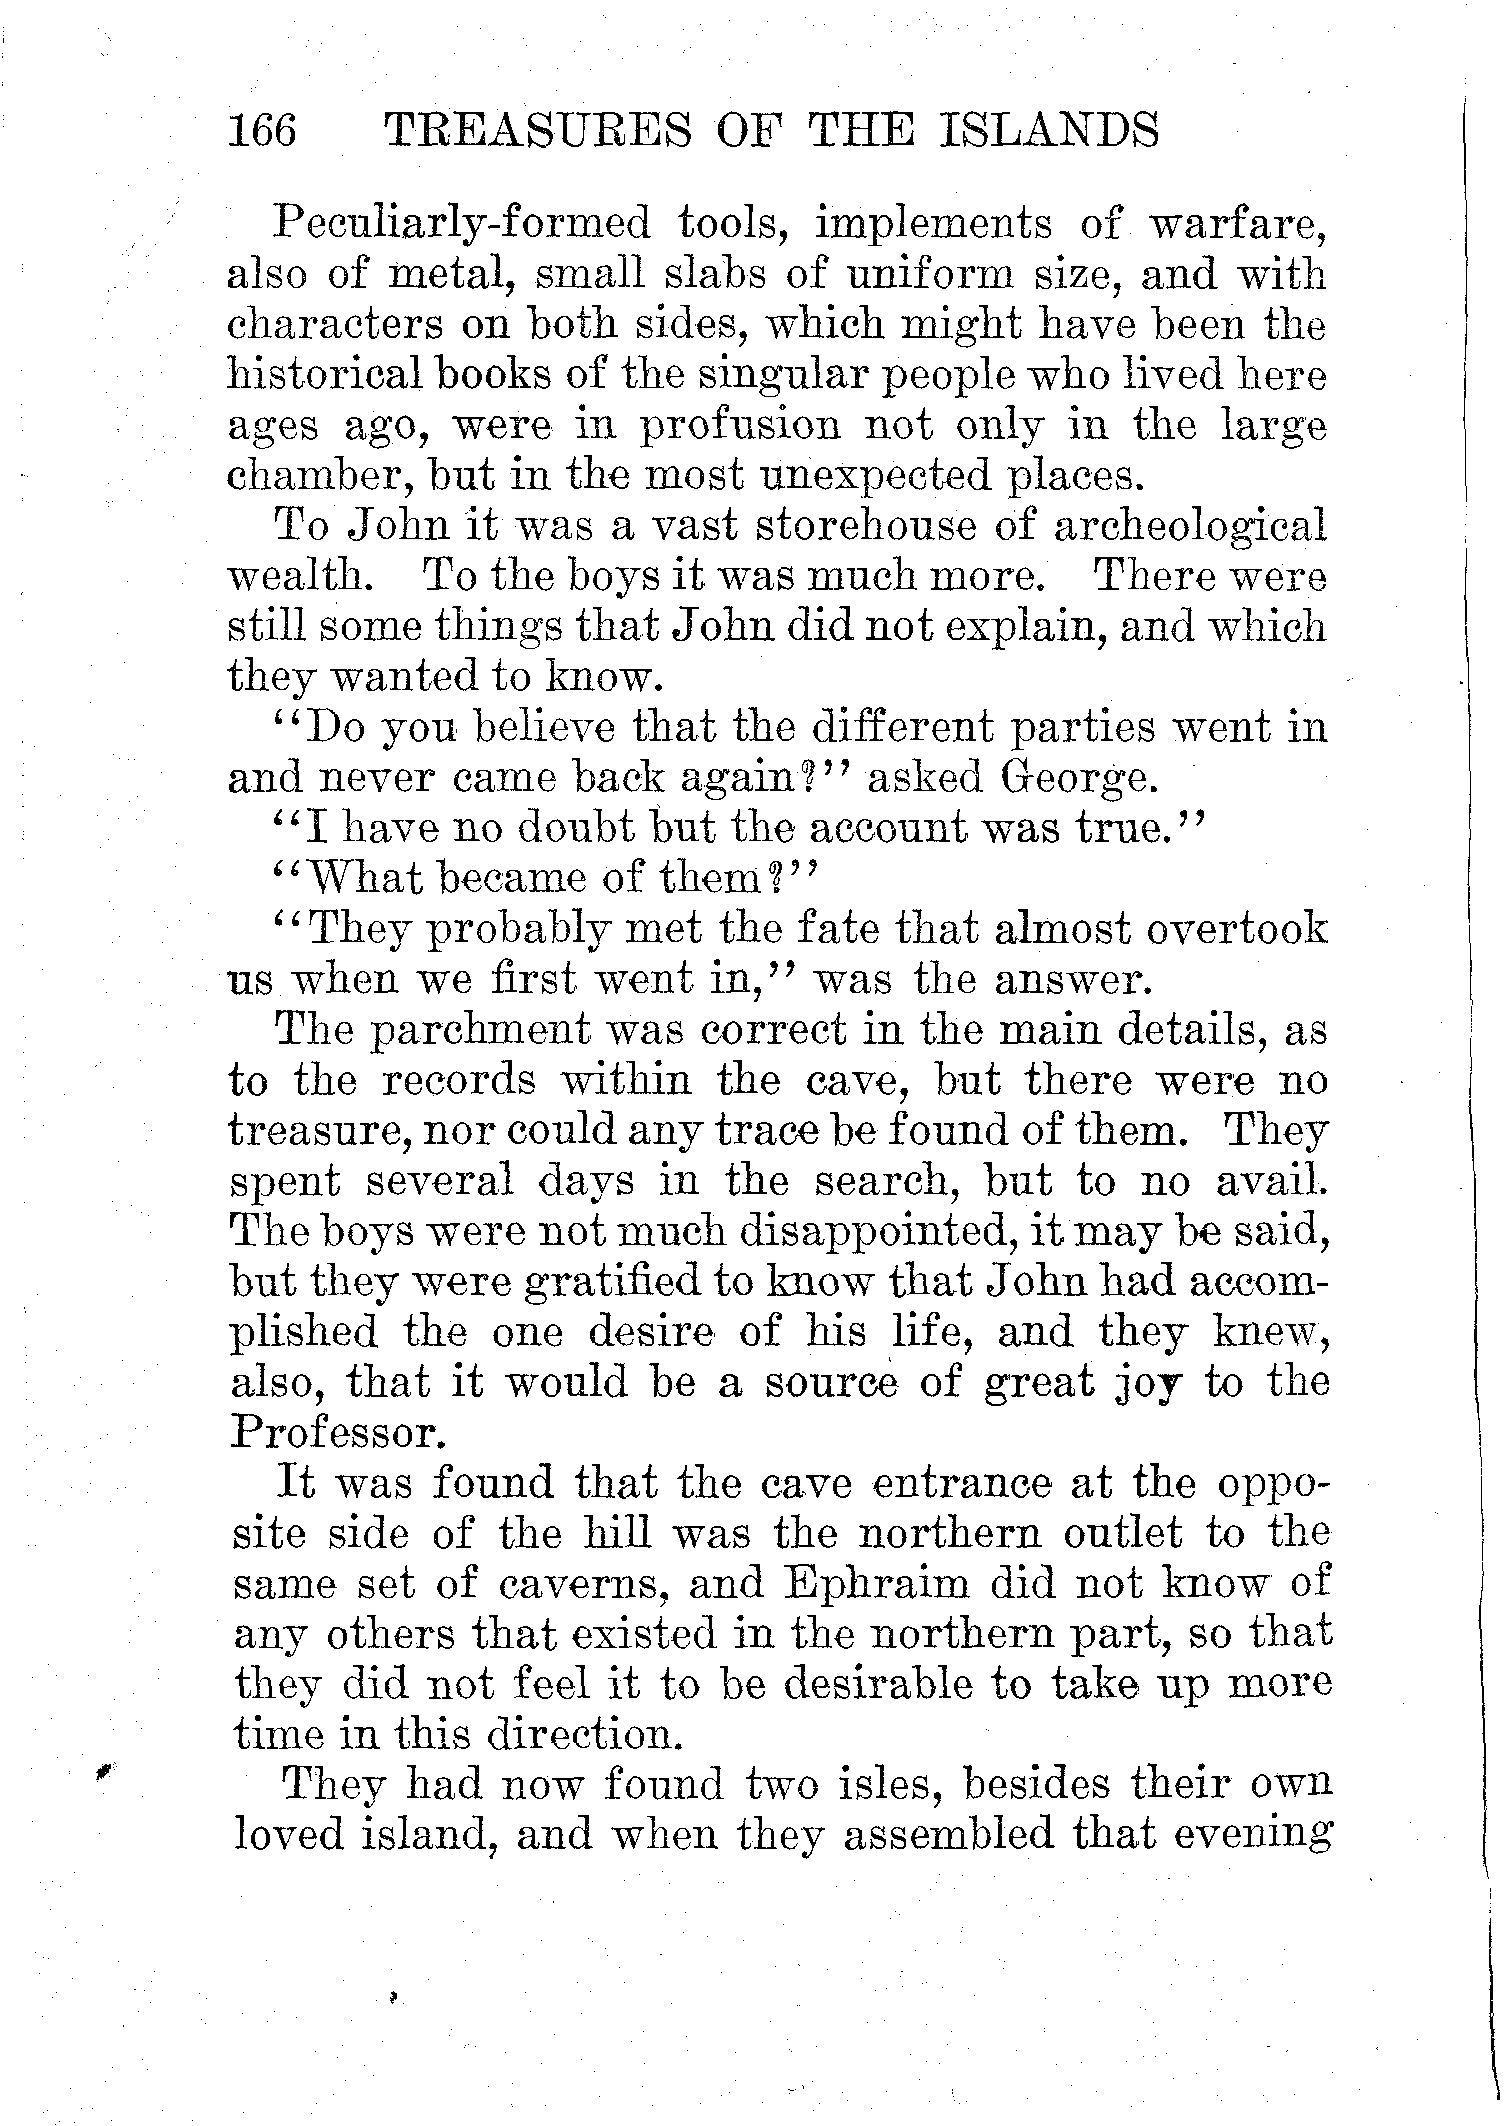 166 TREASURES OF THE ISLANDS
Peculiarly-formed tools, implements of warfare,
also of metal, small slabs of uniform size, and with
characters on both sides, which might have been the
historical books of the singular people who lived here
ages ago, were in profusion not only in the large
chamber, but in the most unexpected places.
To John it was a vast storehouse of archeological
wealth. To the boys it was much more. There were
still some things that John did not explain, and which
they wanted to know.
"Do you believe that the different parties went in
and never came back again?" asked George.
"I have no doubt but the account was true."
"What became of them?"
"They probably met the fate that almost overtook
us when we first went in," was the answer.
The parchment was correct in the main details, as
to the records within the cave, but there were no
treasure, nor could any trace be found of them. They
spent several days in the search, but to no avail.
The boys were not much disappointed, it may be said,
but they were gratified to know that John had accom-
plished the one desire of his life, and they knew,
also, that it would be a source of great joy to the
Professor.
It was found that the cave entrance at the oppo-
site side of the hill was the northern outlet to the
same set of caverns, and Ephraim did not know of
any others that existed in the northern part, so that
they did not feel it to be desirable to take up more
time in this direction.
They had now found two isles, besides their own
loved island, and when they assembled that evening